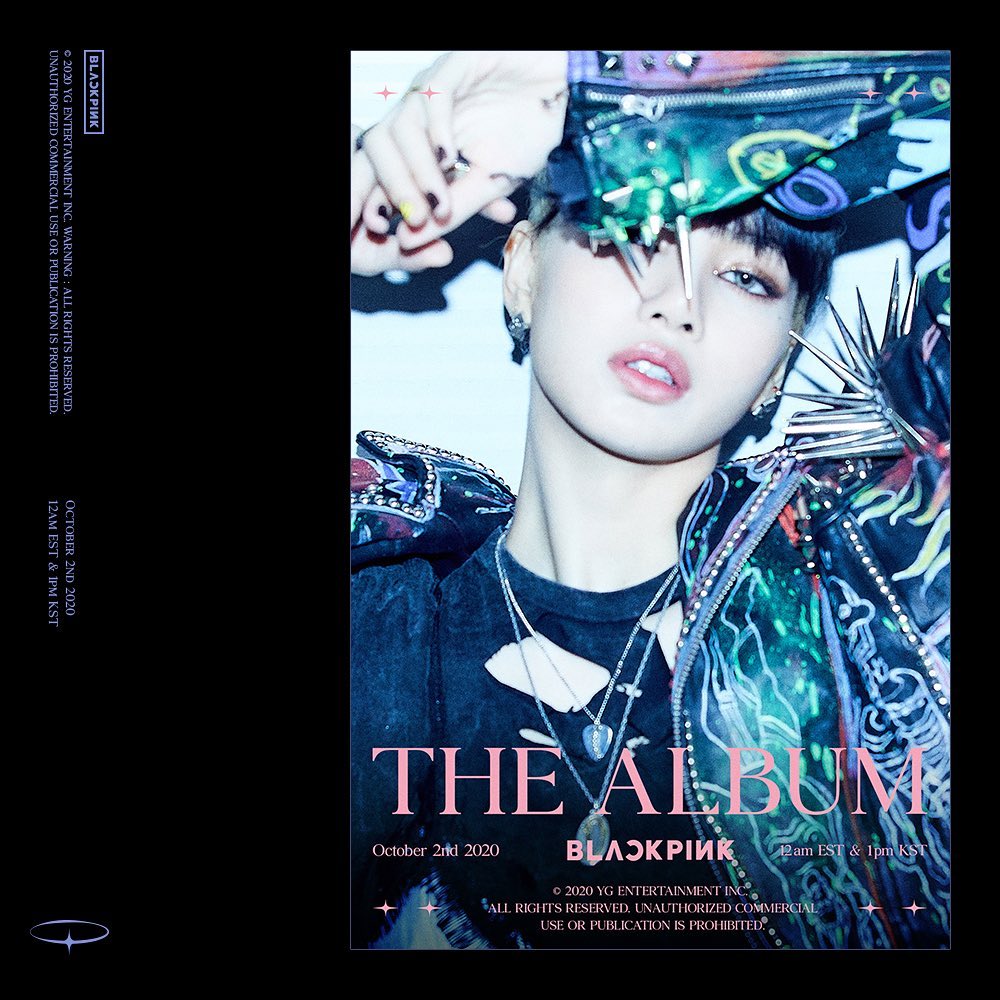 BLACKPINK
© 2020 YG ENTERTAINMENT INC. WARNING : ALL RIGHTS RESERVED.
UNAUTHORIZED COMMERCIAL USE OR PUBLICATION IS PROHIBITED.
OCTOBER 2ND 2020
12AM EST & 1PM KST
THE ALBUM
October 2nd 2020
BLACKPINK
12am EST & 1pm KST
© 2020 YG ENTERTAINMENT INC.
ALL RIGHTS RESERVED. UNAUTHORIZED COMMERCIAL
USE OR PUBLICATION IS PROHIBITED.